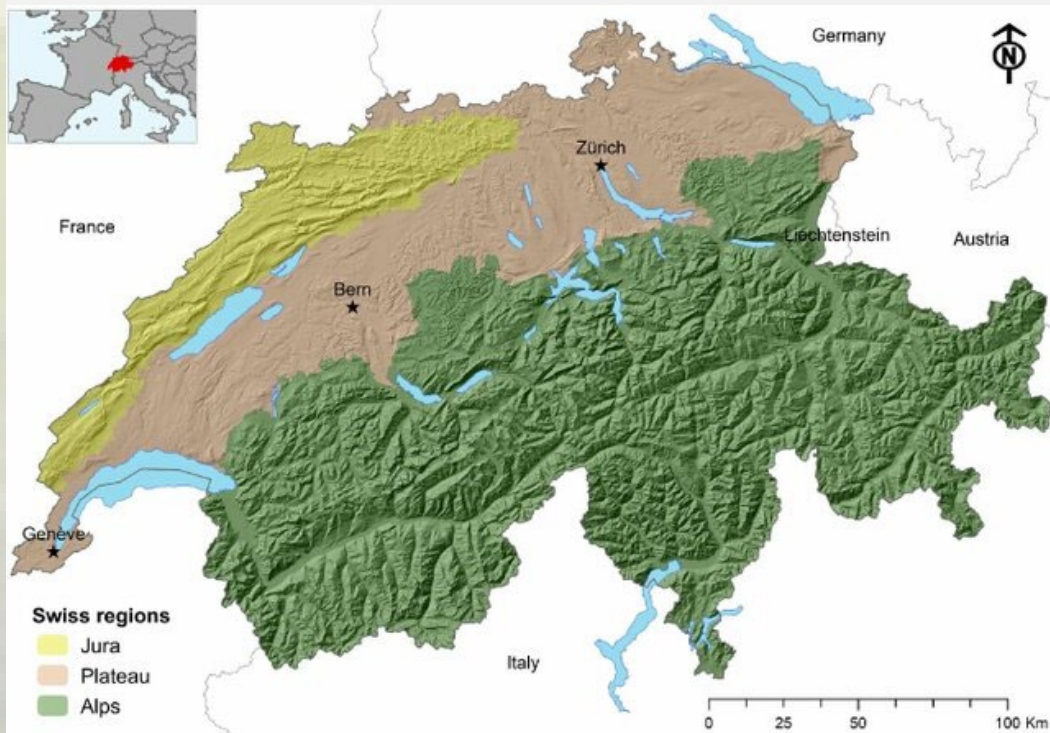 Germany
N
Zürich
France
Liechtenstein
Austria
Bern
Genève
Swiss regions
Jura
Plateau
Alps
Italy
0 25 50 100 Km